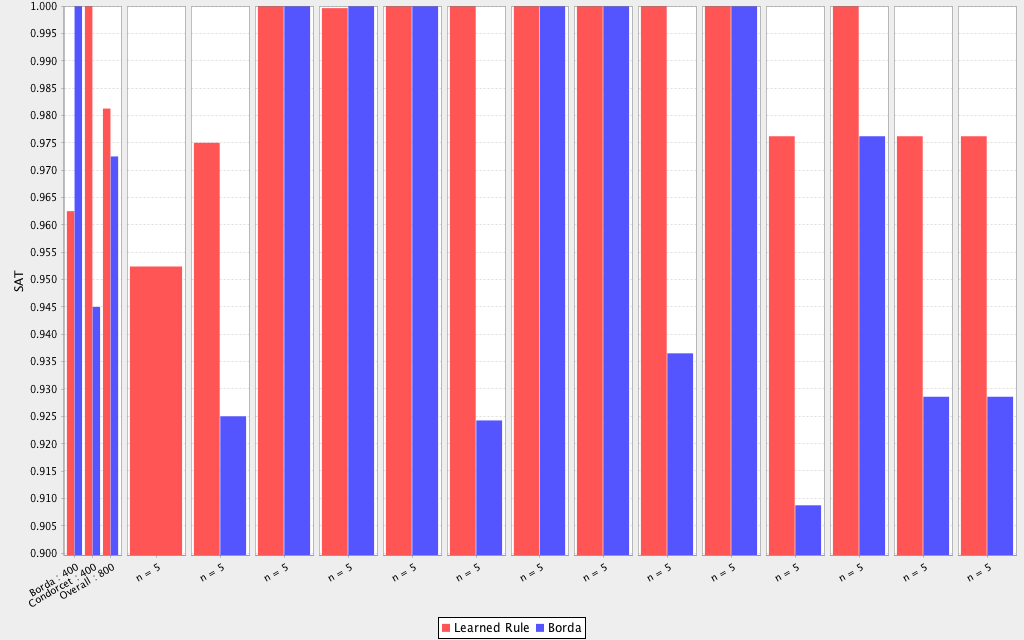 1.000
0.995
0.990
0.985
0.980
0.975
0.970
0.965
0.960
0.955
0.950
0.945
0.940
0.935
0.930
0.925
0.920
0.915
0.910
0.905
0.900
SAT
Borda : 400
Condorcet : 400
Overall : 800
n = 5
n = 5
n = 5
n = 5
n = 5
n = 5
n = 5
n = 5
n = 5
n = 5
n = 5
n = 5
n = 5
n = 5
Learned Rule Borda